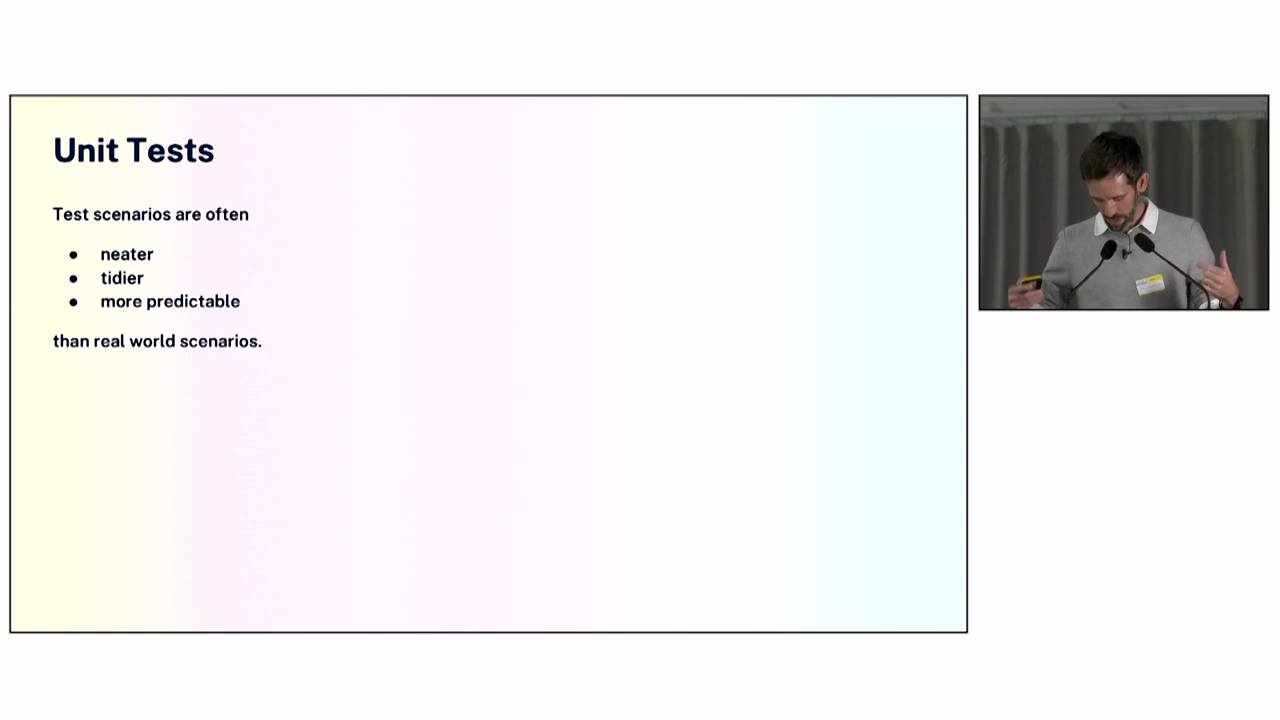 Unit Tests
Test scenarios are often
● neater
● tidier
● more predictable
than real world scenarios.